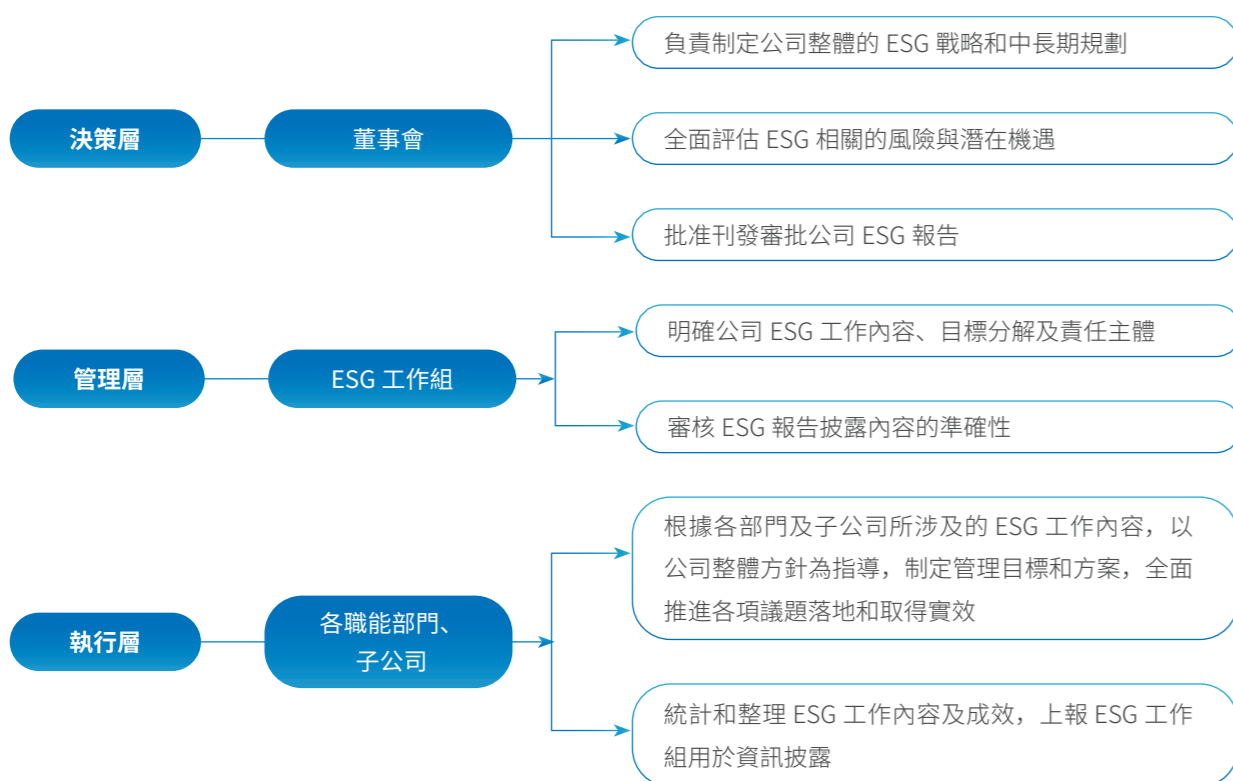 決策層
董事會
負責制定公司整體的 ESG 戰略和中長期規劃
全面評估 ESG 相關的風險與潛在機遇
批准刊發審批公司 ESG 報告
管理層
ESG 工作組
明確公司 ESG 工作內容、目標分解及責任主體
審核 ESG 報告披露內容的準確性
執行層
各職能部門、
子公司
根據各部門及子公司所涉及的 ESG 工作內容，以
公司整體方針為指導，制定管理目標和方案，全面
推進各項議題落地和取得實效
統計和整理 ESG 工作內容及成效，上報 ESG 工作
組用於資訊披露